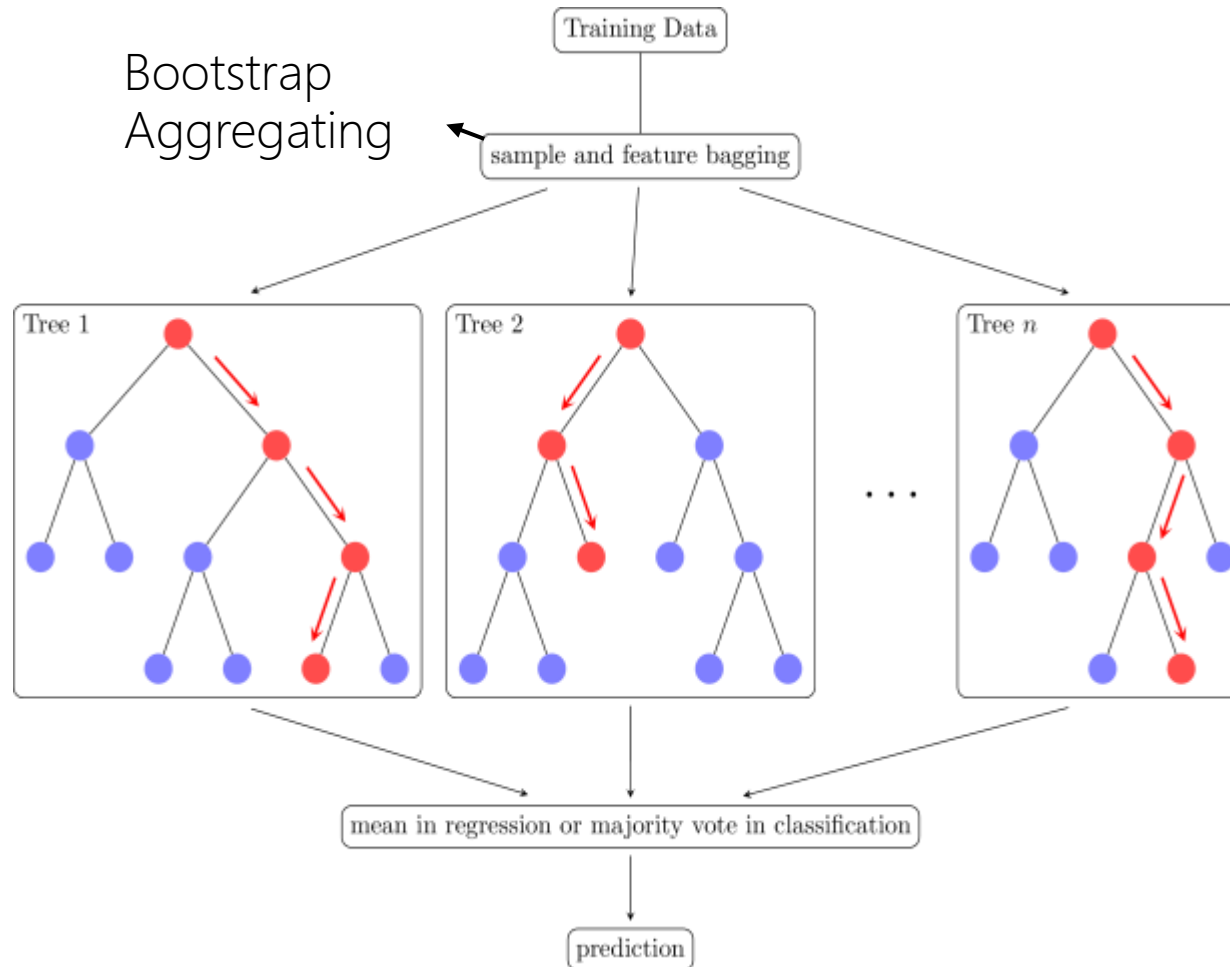 Training Data
Bootstrap
Aggregating
sample and feature bagging
Tree 1
Tree 2
Tree n
. . .
mean in regression or majority vote in classification
prediction